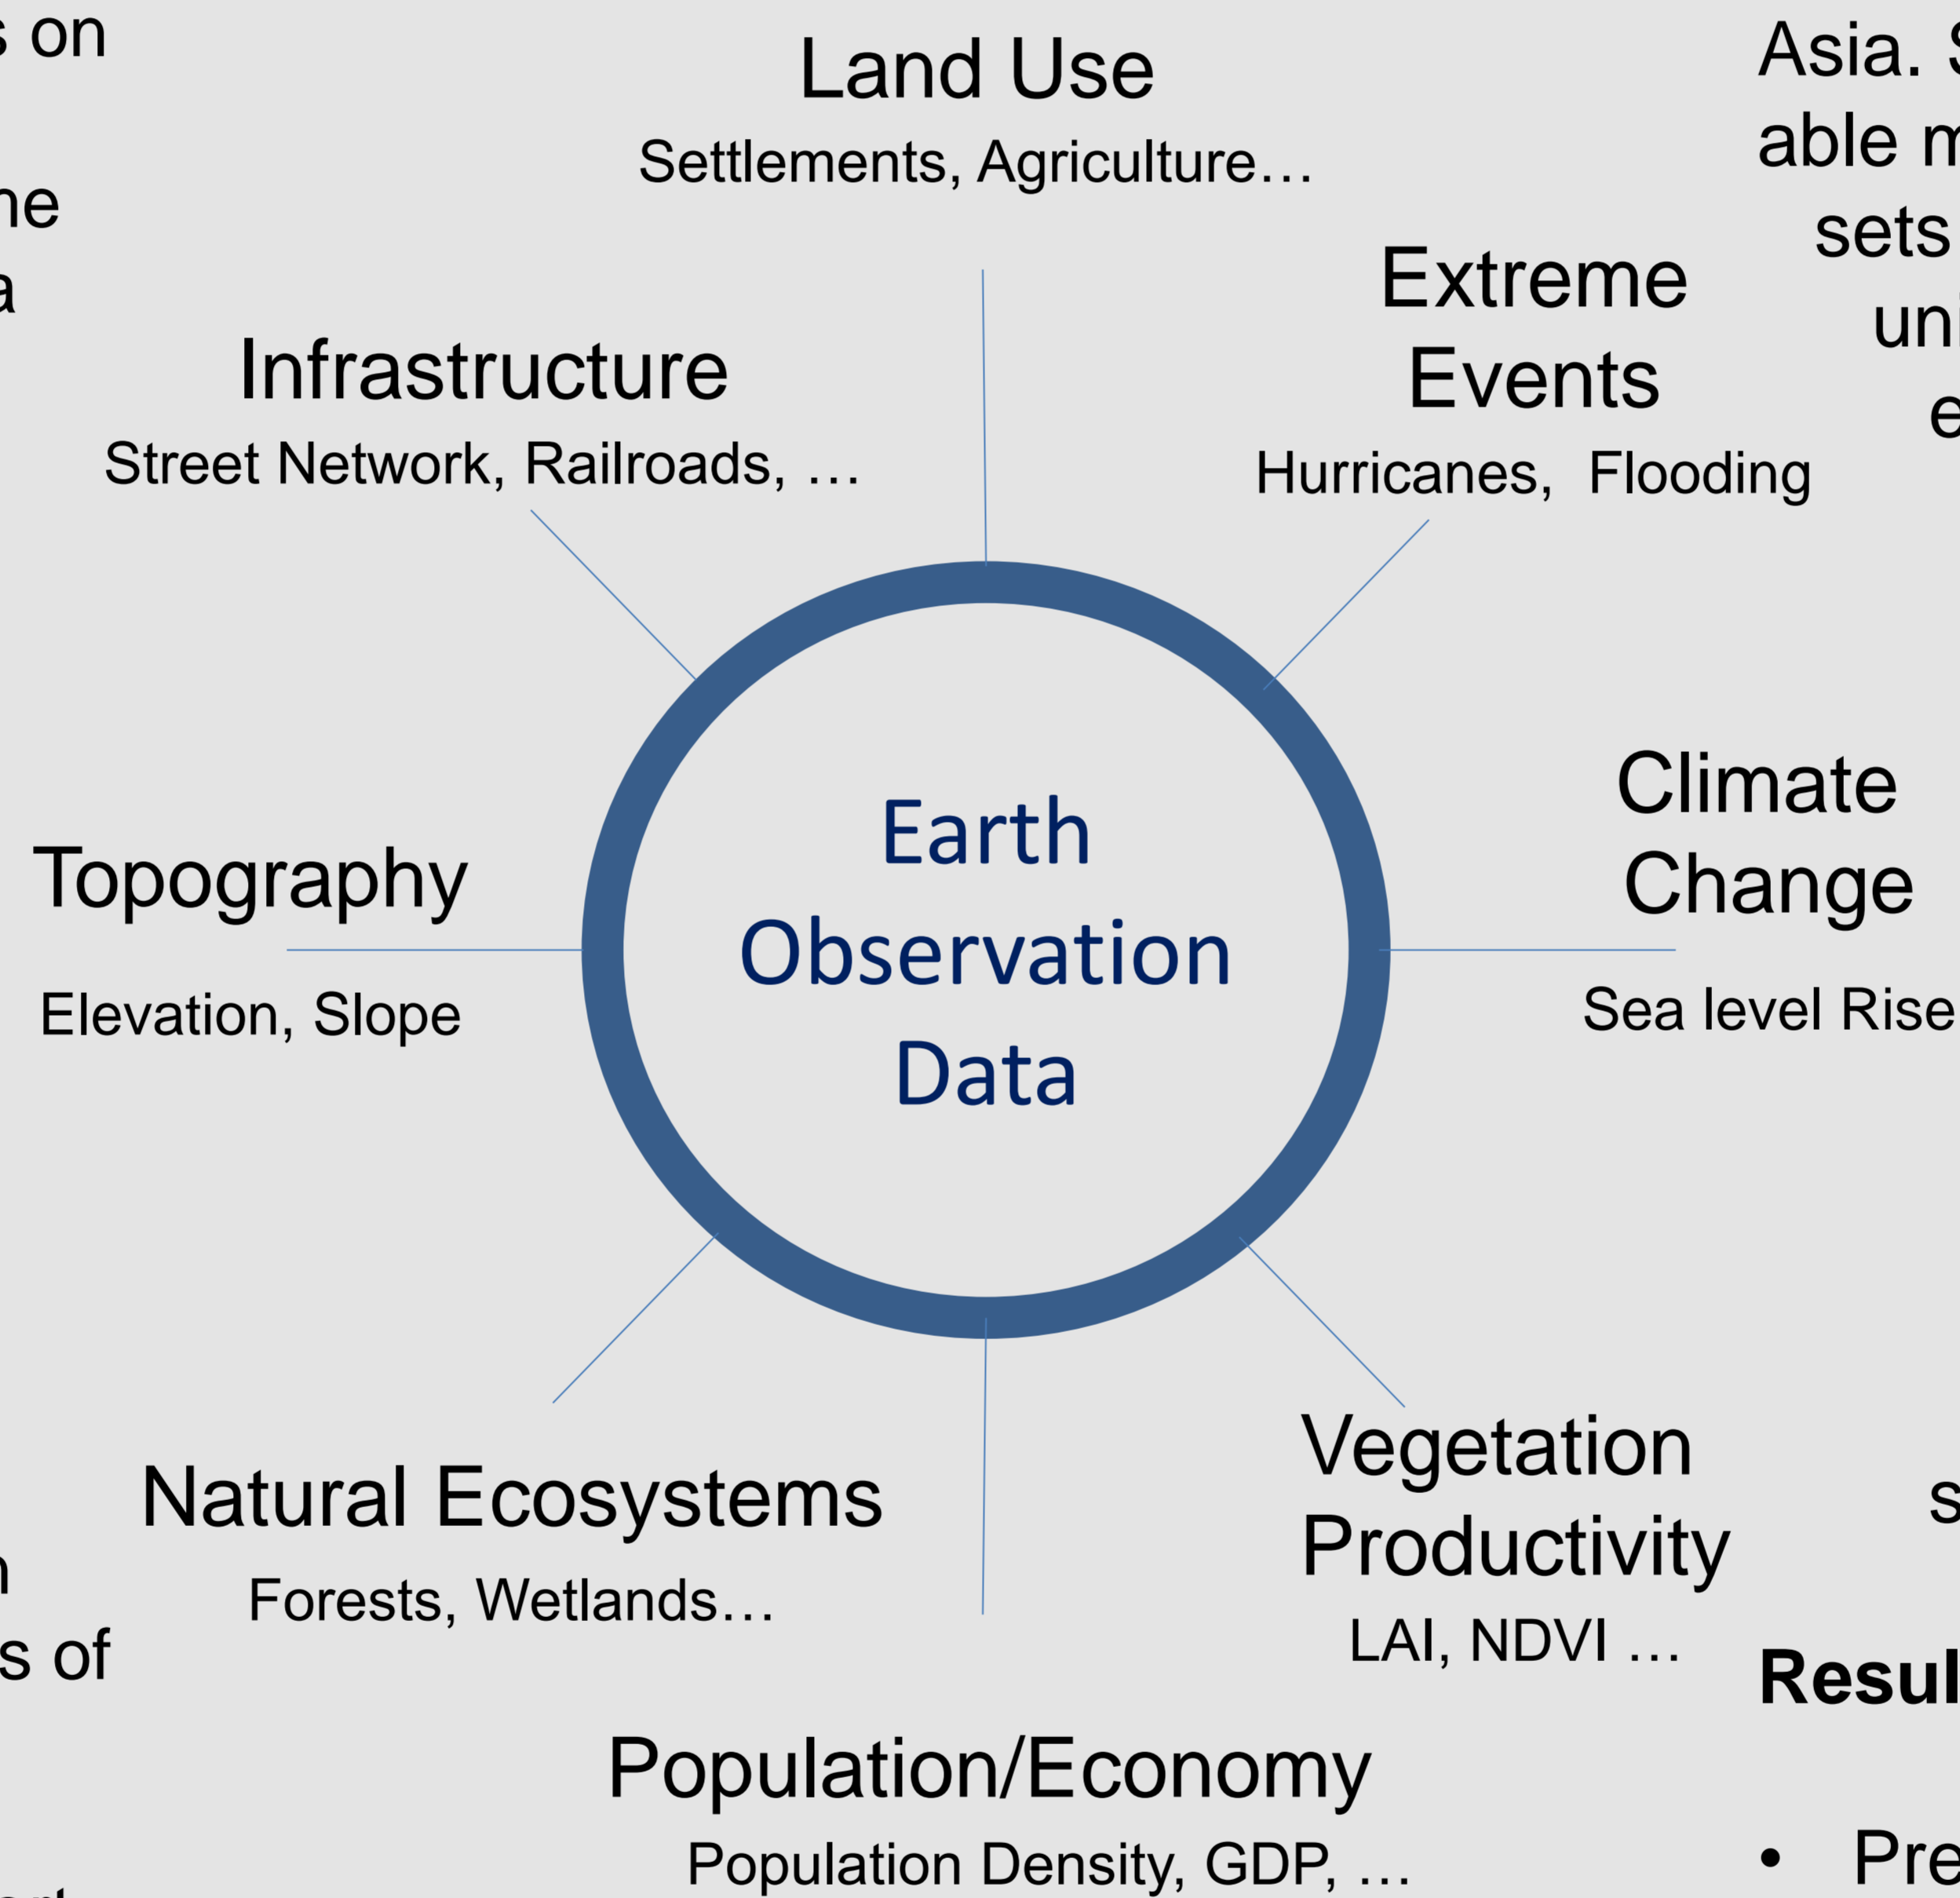 s on
Land Use
Settlements, Agriculture...
Asia.
able
sets
Extreme
Events
Hurricanes, Flooding
Infrastructure
Street Network, Railroads, ...
Earth
Observation
Data
Climate
Change
Sea level Rise
Topography
Elevation, Slope
Natural Ecosystems
Forests, Wetlands...
Vegetation
Productivity
LAI, NDVI ...
s of
Population/Economy
Population Density, GDP, ...